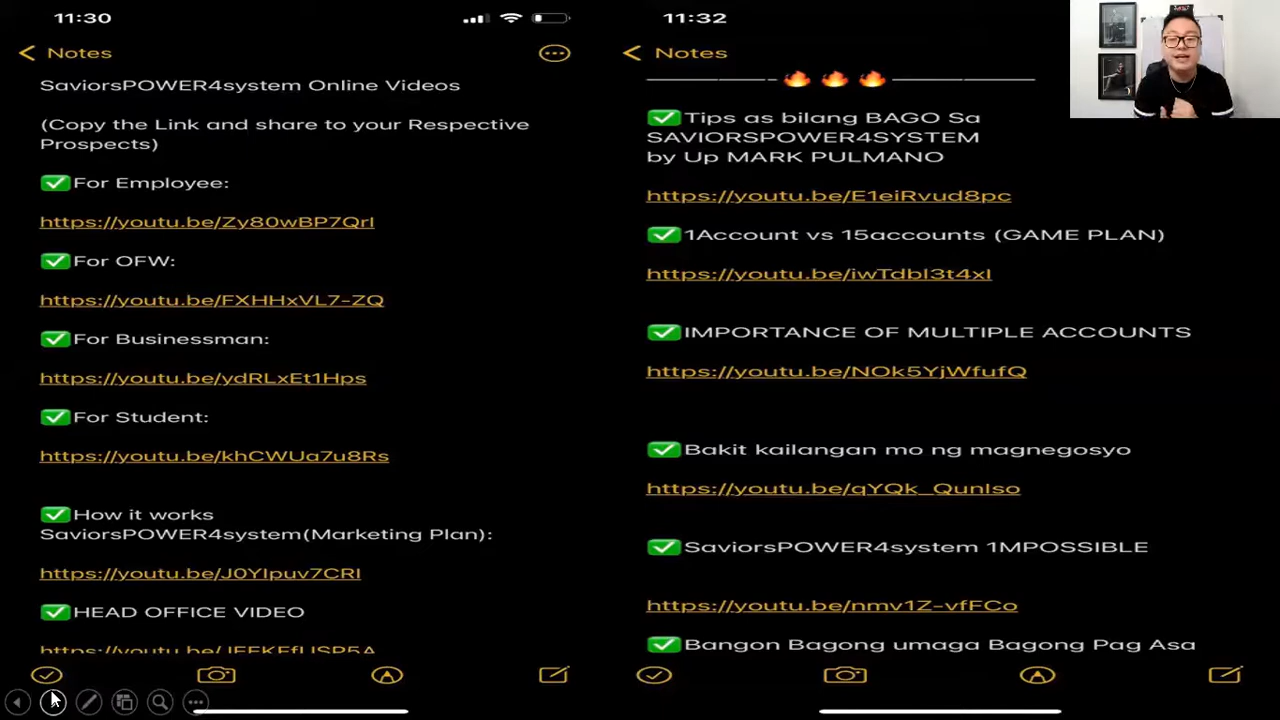 11:30
Notes
SaviorsPOWER4system Online Videos
(Copy the Link and share to your Respective
Prospects)
✅For Employee:
https://youtu.be/Zy80wBP7QrI
✅For OFW:
https://youtu.be/FXHHxVL7-ZQ
✅For Businessman:
https://youtu.be/ydRLxEt1Hps
✅For Student:
https://youtu.be/khCWUa7u8Rs
✅How it works
SaviorsPOWER4system(Marketing Plan):
https://youtu.be/J0YIpuv7CRI
✅HEAD OFFICE VIDEO
11:32
Notes
✅Tips as bilang BAGO Sa
SAVIORSPOWER4SYSTEM
by Up MARK PULMANO
https://youtu.be/E1eiRvud8pc
✅1Account vs 15accounts (GAME PLAN)
https://youtu.be/iwTdbI3t4xI
✅IMPORTANCE OF MULTIPLE ACCOUNTS
https://youtu.be/NOk5YjWfufQ
✅Bakit kailangan mo ng magnegosyo
https://youtu.be/qYQk_QunIso
✅SaviorsPOWER4system 1MPOSSIBLE
https://youtu.be/nmv1Z-vfFCo
✅Bangon Bagong umaga Bagong Pag Asa